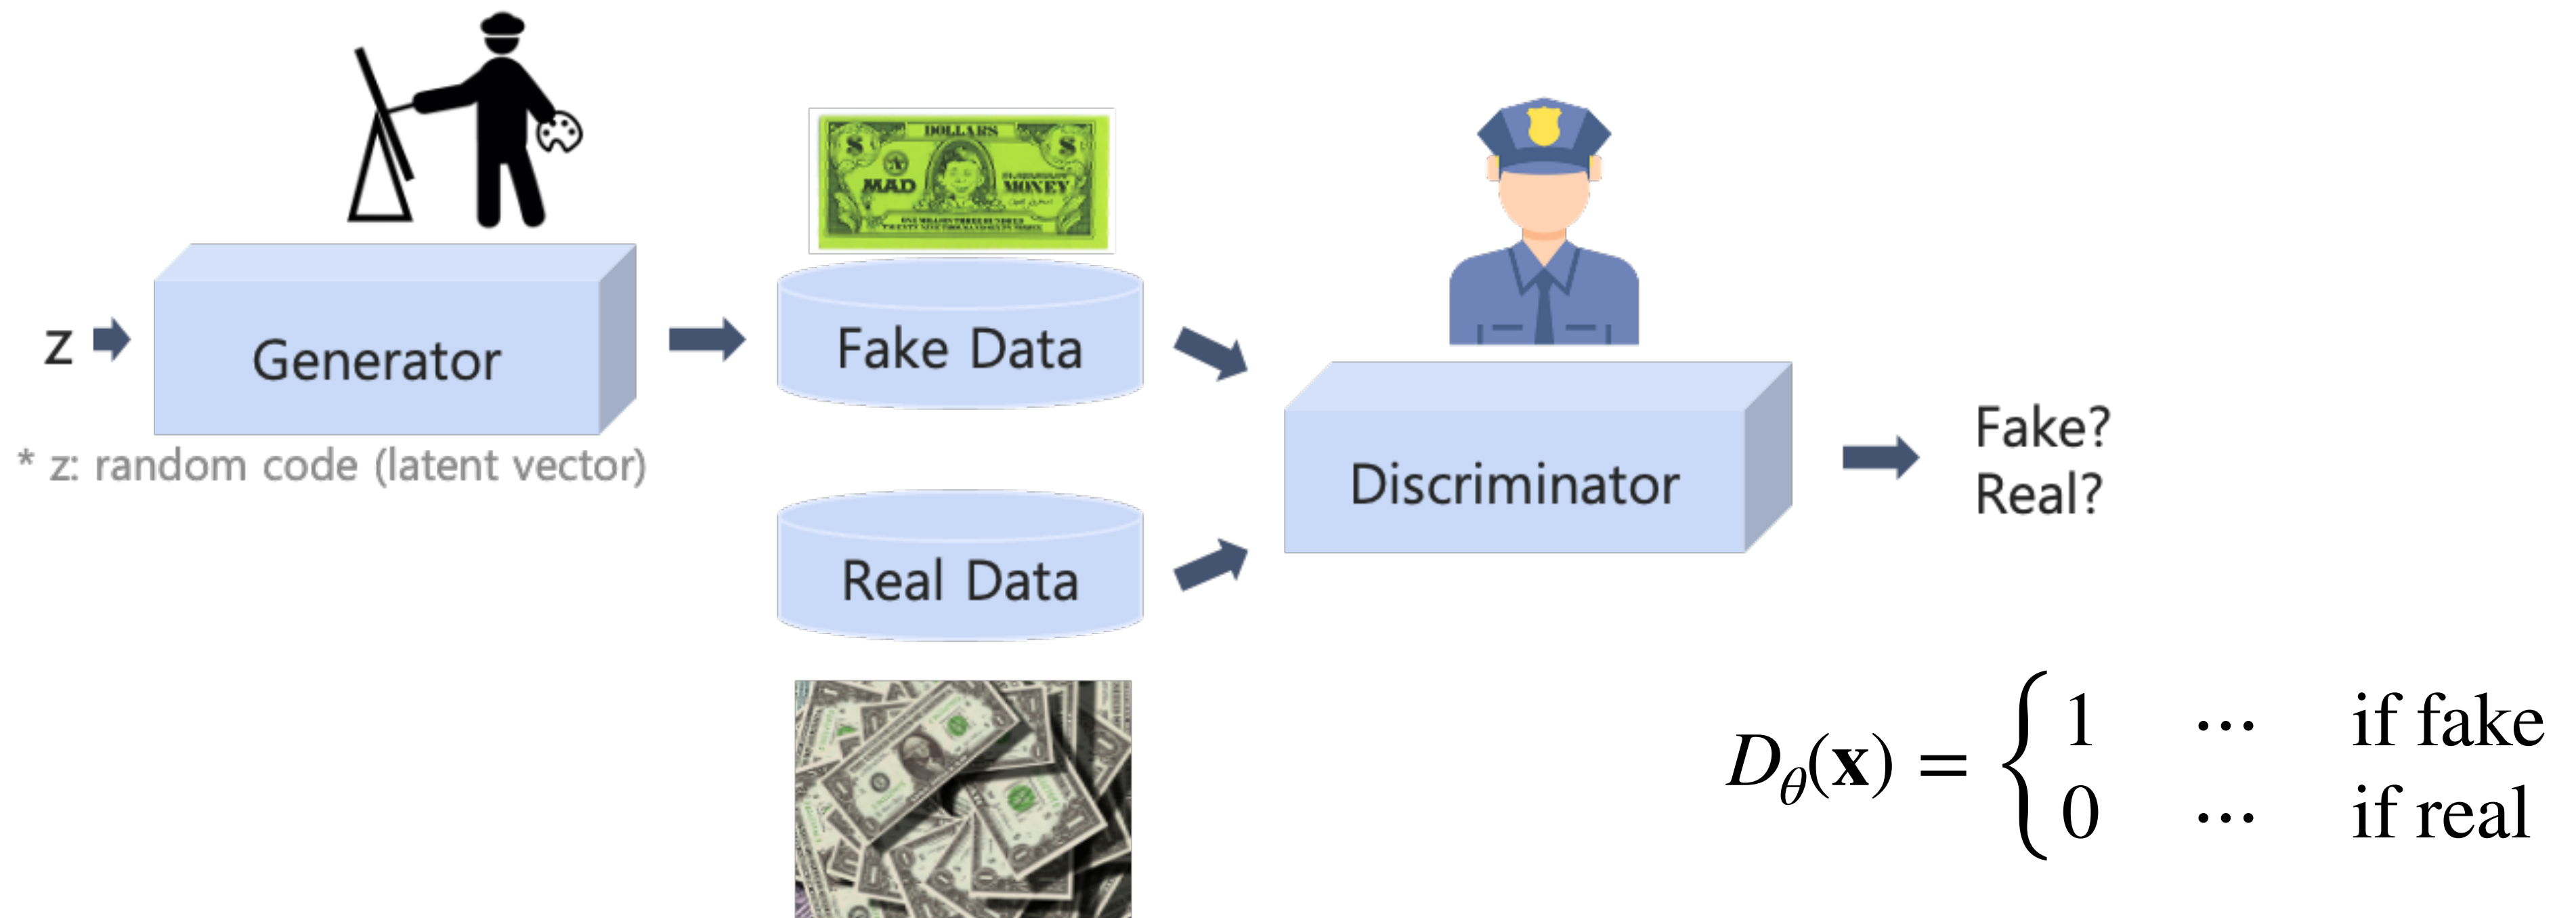 DOLLARS
$ $
MAD MONEY
z
Generator
* z: random code (latent vector)
Fake Data
Real Data
Discriminator
Fake?
Real?
D_θ(x) = { 1 ··· if fake
0 ··· if real